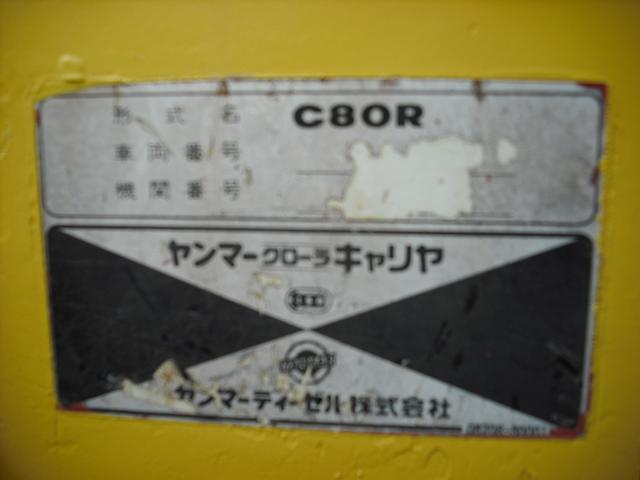 形式名 C80R
車両番号
機関番号
ヤンマークローラキャリヤ
ヤンマーディーゼル株式会社